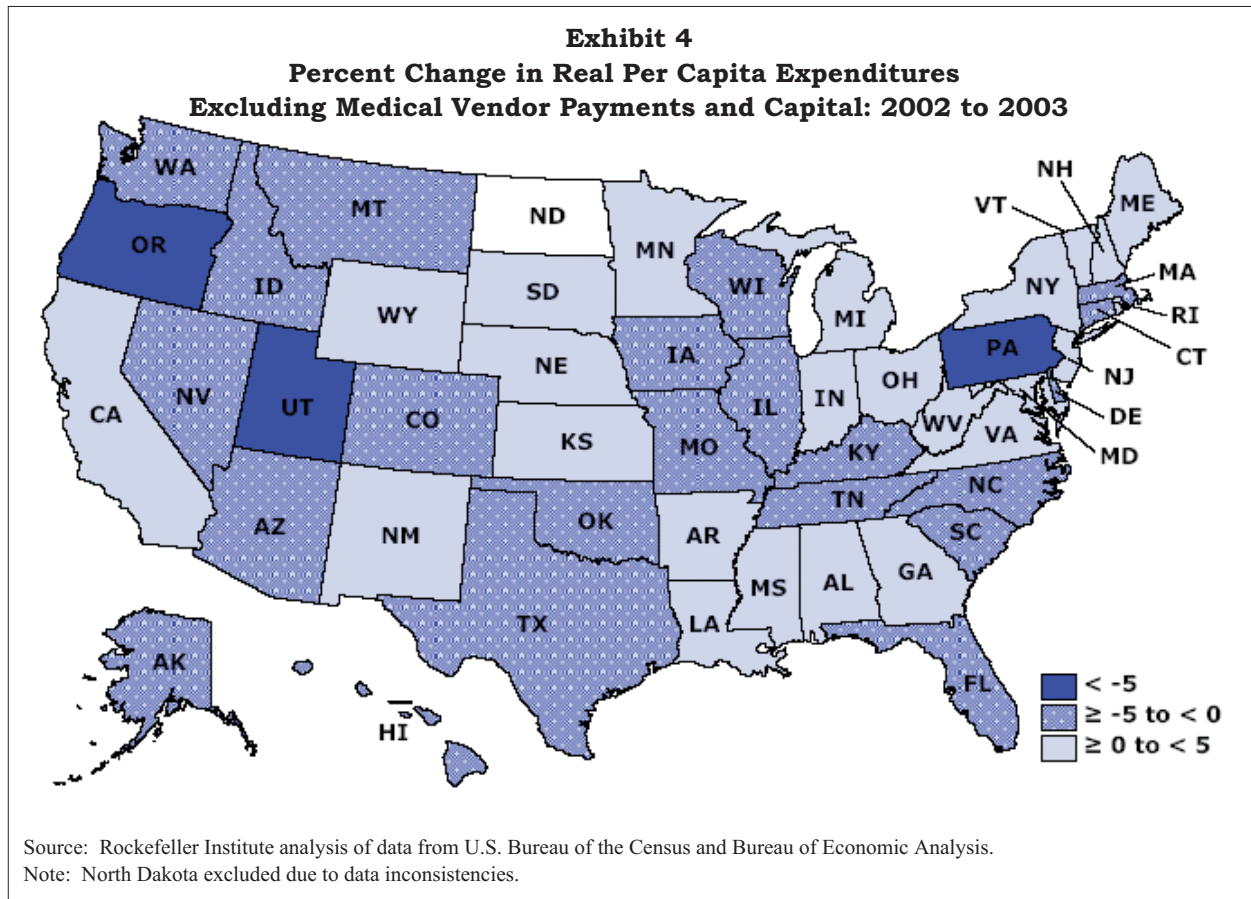 Exhibit 4
Percent Change in Real Per Capita Expenditures
Excluding Medical Vendor Payments and Capital: 2002 to 2003
WA
MT
ND
MN
NH
VT
ME
OR
ID
SD
WI
MI
NY
MA
RI
CT
WY
IA
NE
PA
NJ
NV
UT
CO
IL
IN
OH
DE
CA
KS
MO
WV
VA
MD
KY
AZ
NM
OK
TN
NC
AR
SC
TX
LA
MS
AL
GA
AK
HI
FL
< -5
≥ -5 to < 0
≥ 0 to < 5
Source: Rockefeller Institute analysis of data from U.S. Bureau of the Census and Bureau of Economic Analysis.
Note: North Dakota excluded due to data inconsistencies.